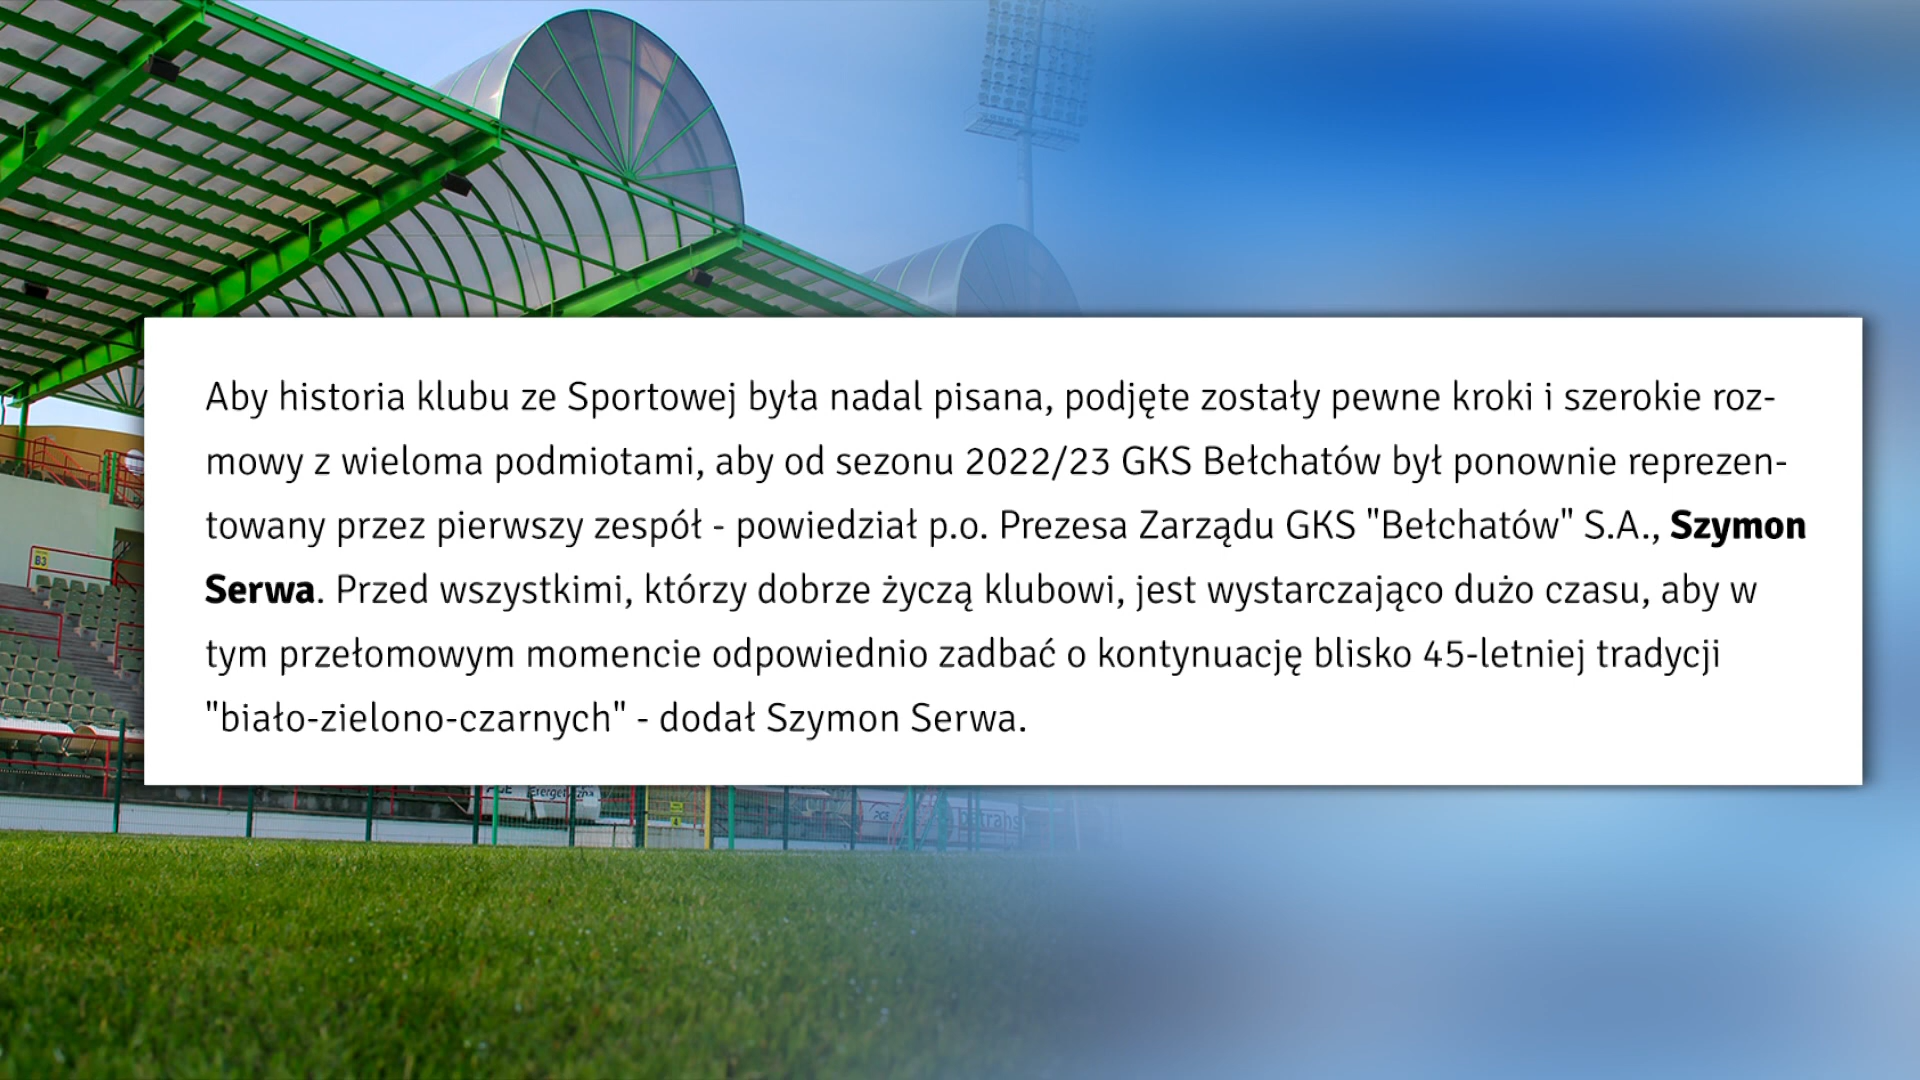 Aby historia klubu ze Sportowej była nadal pisana, podjęte zostały pewne kroki i szerokie roz-
mowy z wieloma podmiotami, aby od sezonu 2022/23 GKS Bełchatów był ponownie reprezen-
towany przez pierwszy zespół - powiedział p.o. Prezesa Zarządu GKS "Bełchatów" S.A., Szymon
Serwa. Przed wszystkimi, którzy dobrze życzą klubowi, jest wystarczająco dużo czasu, aby w
tym przełomowym momencie odpowiednio zadbać o kontynuację blisko 45-letniej tradycji
"biało-zielono-czarnych" - dodał Szymon Serwa.
B3